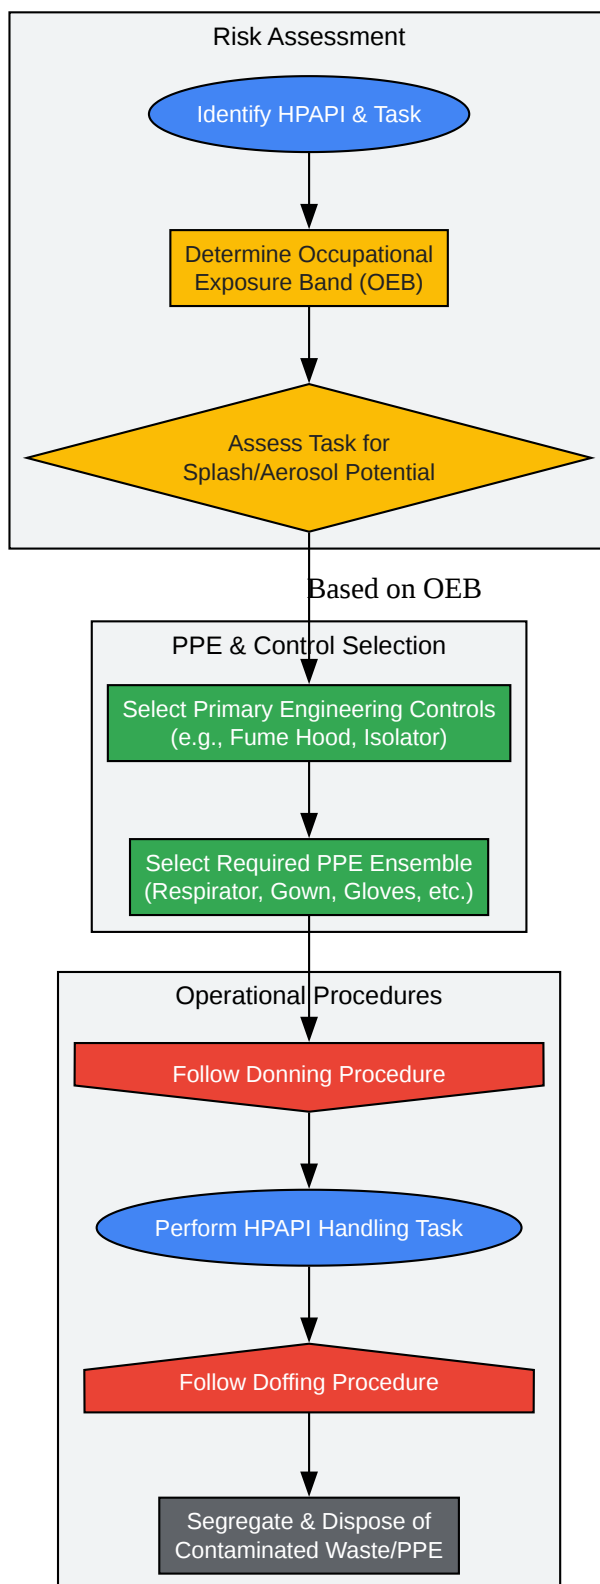 Risk Assessment
Identify HPAPI & Task
Determine Occupational
Exposure Band (OEB)
Assess Task for
Splash/Aerosol Potential
Based on OEB
PPE & Control Selection
Select Primary Engineering Controls
(e.g., Fume Hood, Isolator)
Select Required PPE Ensemble
(Respirator, Gown, Gloves, etc.)
Operational Procedures
Follow Donning Procedure
Perform HPAPI Handling Task
Follow Doffing Procedure
Segregate & Dispose of
Contaminated Waste/PPE